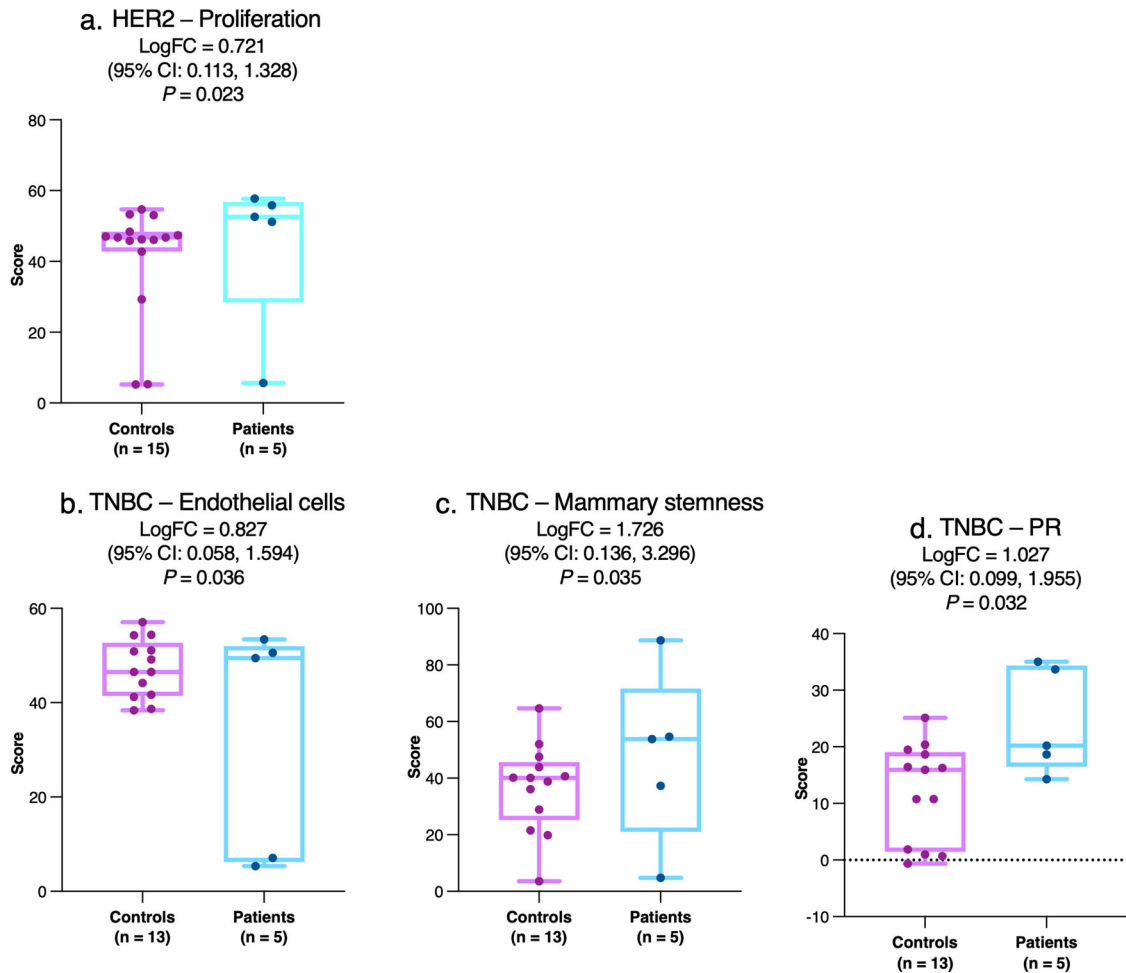 a. HER2 – Proliferation
LogFC = 0.721
(95% CI: 0.113, 1.328)
P = 0.023
80
60
40
20
0
Score
Controls
(n = 15)
Patients
(n = 5)
b. TNBC – Endothelial cells
LogFC = 0.827
(95% CI: 0.058, 1.594)
P = 0.036
60
40
20
0
Score
Controls
(n = 13)
Patients
(n = 5)
c. TNBC – Mammary stemness
LogFC = 1.726
(95% CI: 0.136, 3.296)
P = 0.035
100
80
60
40
20
0
Score
Controls
(n = 13)
Patients
(n = 5)
d. TNBC – PR
LogFC = 1.027
(95% CI: 0.099, 1.955)
P = 0.032
40
30
20
10
0
-10
Score
Controls
(n = 13)
Patients
(n = 5)